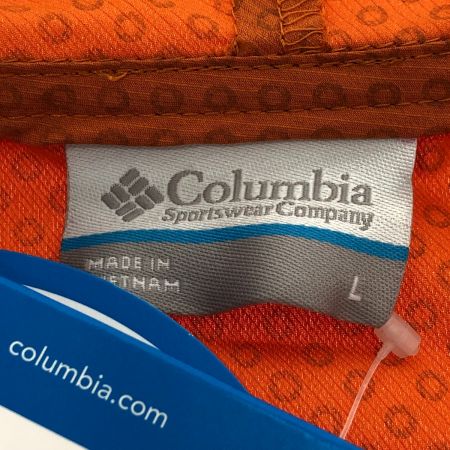 Columbia
Sportswear Company
MADE IN
VIETNAM
L
columbia.com